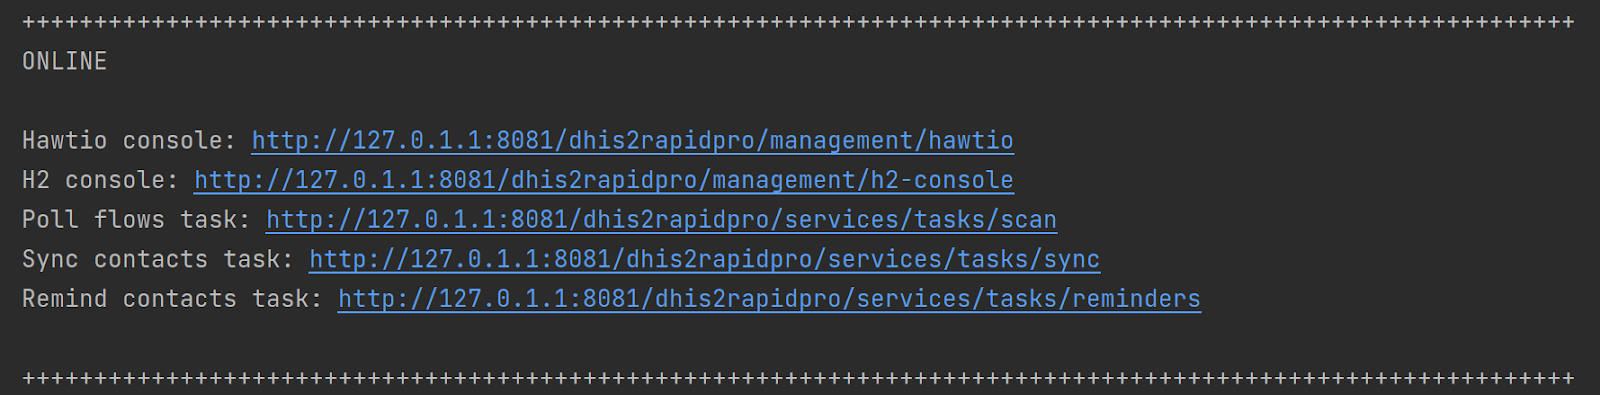 ++++++++++++++++++++++++++++++++++++++++++++++++++++++++++++++++++++++++++++++++++++++++++++++++++++++++++++
ONLINE
Hawtio console: http://127.0.1.1:8081/dhis2rapidpro/management/hawtio
H2 console: http://127.0.1.1:8081/dhis2rapidpro/management/h2-console
Poll flows task: http://127.0.1.1:8081/dhis2rapidpro/services/tasks/scan
Sync contacts task: http://127.0.1.1:8081/dhis2rapidpro/services/tasks/sync
Remind contacts task: http://127.0.1.1:8081/dhis2rapidpro/services/tasks/reminders
++++++++++++++++++++++++++++++++++++++++++++++++++++++++++++++++++++++++++++++++++++++++++++++++++++++++++++